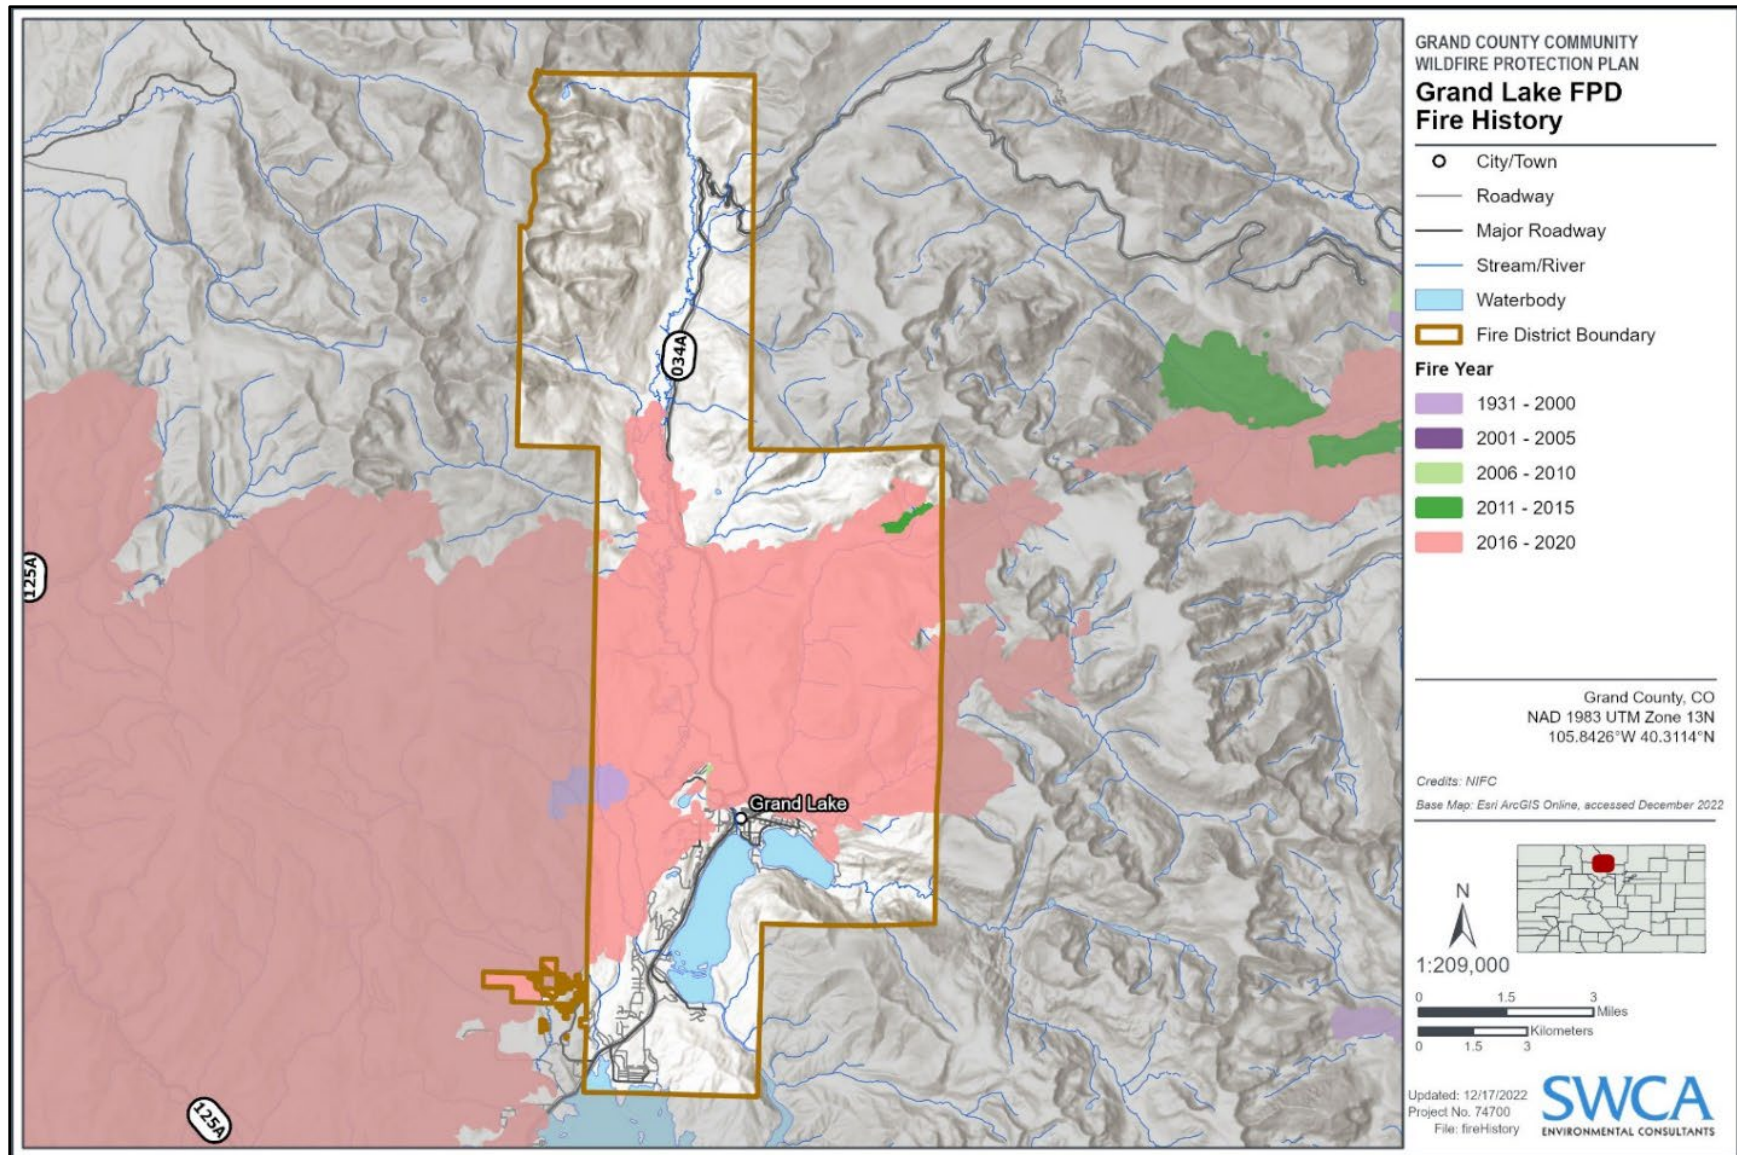 GRAND COUNTY COMMUNITY
WILDFIRE PROTECTION PLAN
Grand Lake FPD
Fire History
City/Town
Roadway
Major Roadway
Stream/River
Waterbody
Fire District Boundary
Fire Year
1931 - 2000
2001 - 2005
2006 - 2010
2011 - 2015
2016 - 2020
034A
125A
Grand Lake
125A
Grand County, CO
NAD 1983 UTM Zone 13N
105.8426°W 40.3114°N
Credits: NIFC
Base Map: Esri ArcGIS Online, accessed December 2022
N
1:209,000
0 1.5 3
Miles
Kilometers
0 1.5 3
Updated: 12/17/2022
Project No. 74700
File: fireHistory
SWCA
ENVIRONMENTAL CONSULTANTS